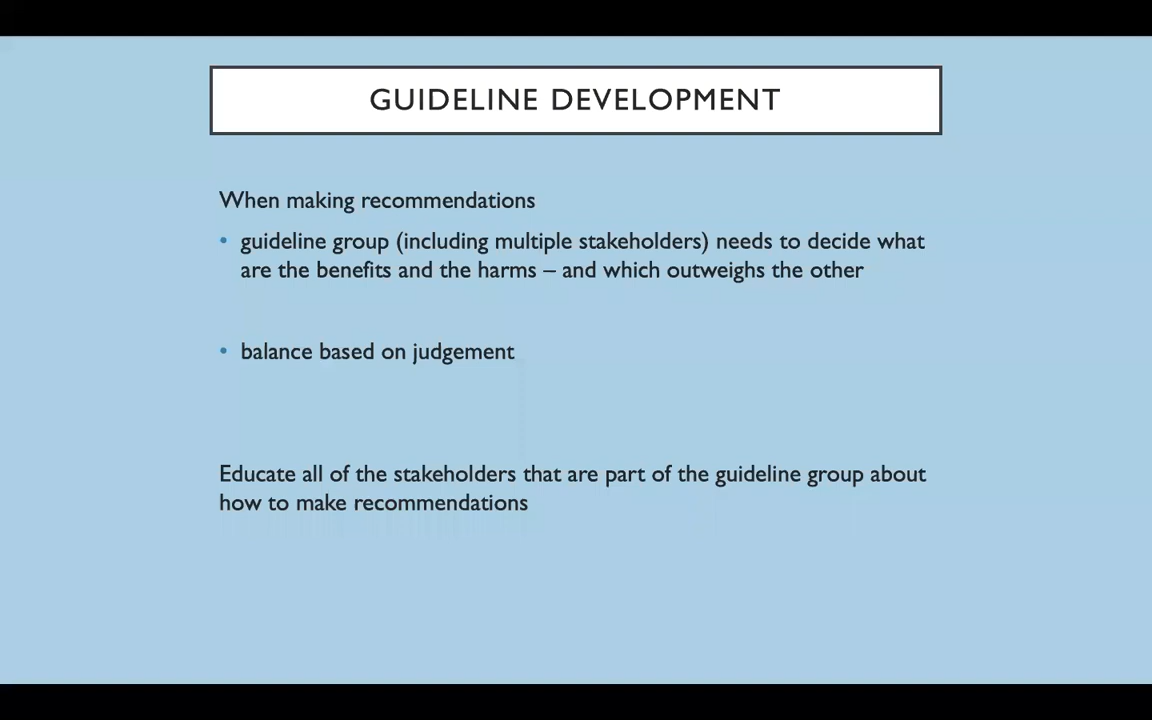 GUIDELINE DEVELOPMENT
When making recommendations
• guideline group (including multiple stakeholders) needs to decide what
are the benefits and the harms – and which outweighs the other
• balance based on judgement
Educate all of the stakeholders that are part of the guideline group about
how to make recommendations